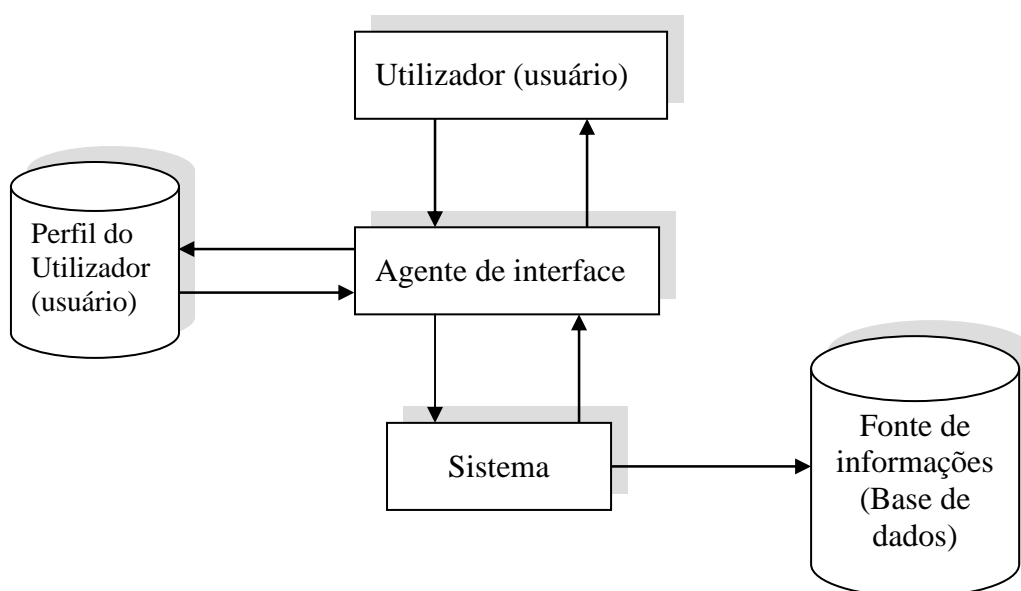 Utilizador (usuário)
Perfil do
Utilizador
(usuário)
Agente de interface
Sistema
Fonte de
informações
(Base de
dados)